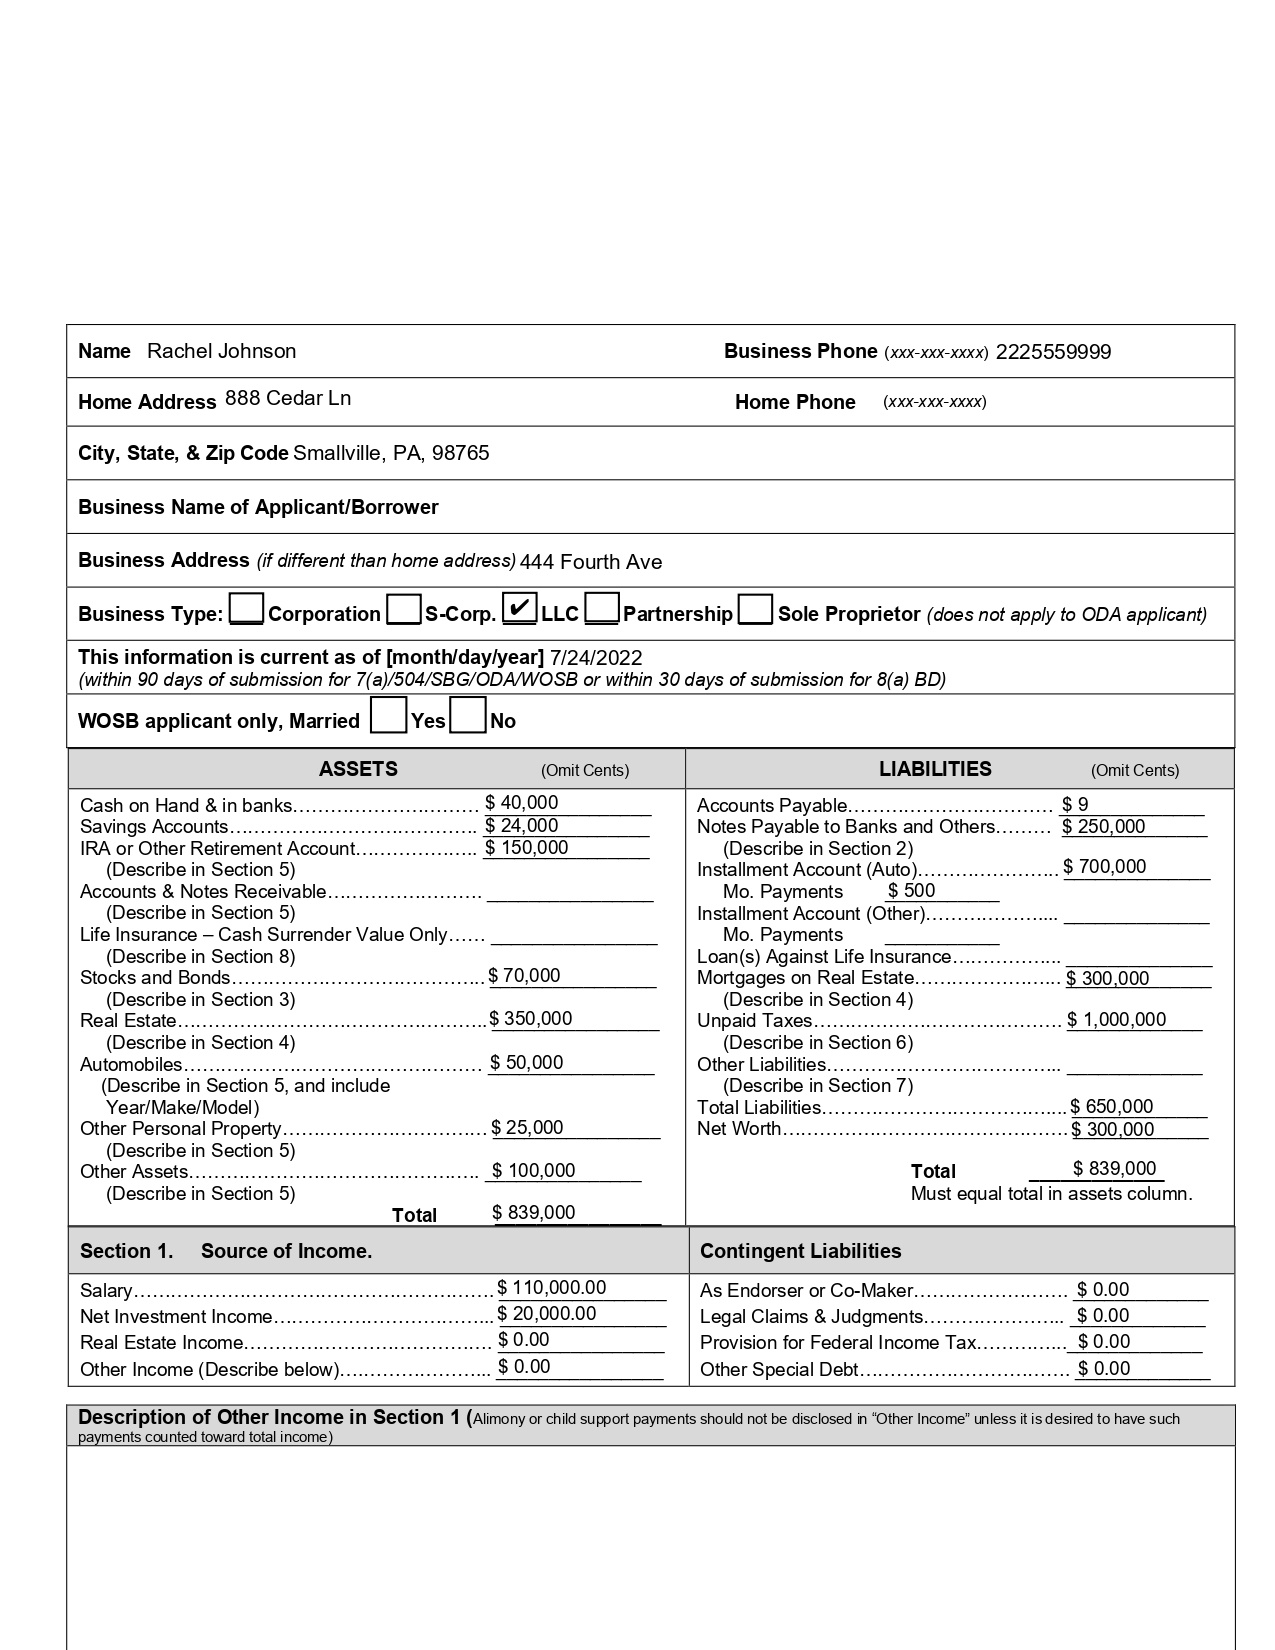 Name Rachel Johnson Business Phone (xxx-xxx-xxxx) 2225559999
Home Address 888 Cedar Ln Home Phone (xxx-xxx-xxxx)
City, State, & Zip Code Smallville, PA, 98765
Business Name of Applicant/Borrower
Business Address (if different than home address) 444 Fourth Ave
Business Type: Corporation S-Corp. ✔ LLC Partnership Sole Proprietor (does not apply to ODA applicant)
This information is current as of [month/day/year] 7/24/2022
(within 90 days of submission for 7(a)/504/SBG/ODA/WOSB or within 30 days of submission for 8(a) BD)
WOSB applicant only, Married Yes No
ASSETS (Omit Cents)
Cash on Hand & in banks………………………… $ 40,000
Savings Accounts………………………………….. $ 24,000
IRA or Other Retirement Account……………….. $ 150,000
(Describe in Section 5)
Accounts & Notes Receivable……………………
(Describe in Section 5)
Life Insurance – Cash Surrender Value Only……
(Describe in Section 8)
Stocks and Bonds………………………………….. $ 70,000
(Describe in Section 3)
Real Estate………………………………………….. $ 350,000
(Describe in Section 4)
Automobiles………………………………………… $ 50,000
(Describe in Section 5, and include
Year/Make/Model)
Other Personal Property…………………………… $ 25,000
(Describe in Section 5)
Other Assets……………………………………….. $ 100,000
(Describe in Section 5)
Total $ 839,000
LIABILITIES (Omit Cents)
Accounts Payable…………………………… $ 9
Notes Payable to Banks and Others……… $ 250,000
(Describe in Section 2)
Installment Account (Auto)………………….. $ 700,000
Mo. Payments $ 500
Installment Account (Other)………………....
Mo. Payments
Loan(s) Against Life Insurance……………...
Mortgages on Real Estate………………….. $ 300,000
(Describe in Section 4)
Unpaid Taxes………………………………… $ 1,000,000
(Describe in Section 6)
Other Liabilities………………………………..
(Describe in Section 7)
Total Liabilities………………………………... $ 650,000
Net Worth……………………………………… $ 300,000
Total $ 839,000
Must equal total in assets column.
Section 1. Source of Income.
Salary………………………………………………… $ 110,000.00
Net Investment Income……………………………... $ 20,000.00
Real Estate Income…………………………………. $ 0.00
Other Income (Describe below)…………………... $ 0.00
Contingent Liabilities
As Endorser or Co-Maker……………………. $ 0.00
Legal Claims & Judgments………………….. $ 0.00
Provision for Federal Income Tax………….. $ 0.00
Other Special Debt……………………………. $ 0.00
Description of Other Income in Section 1 (Alimony or child support payments should not be disclosed in “Other Income” unless it is desired to have such
payments counted toward total income)